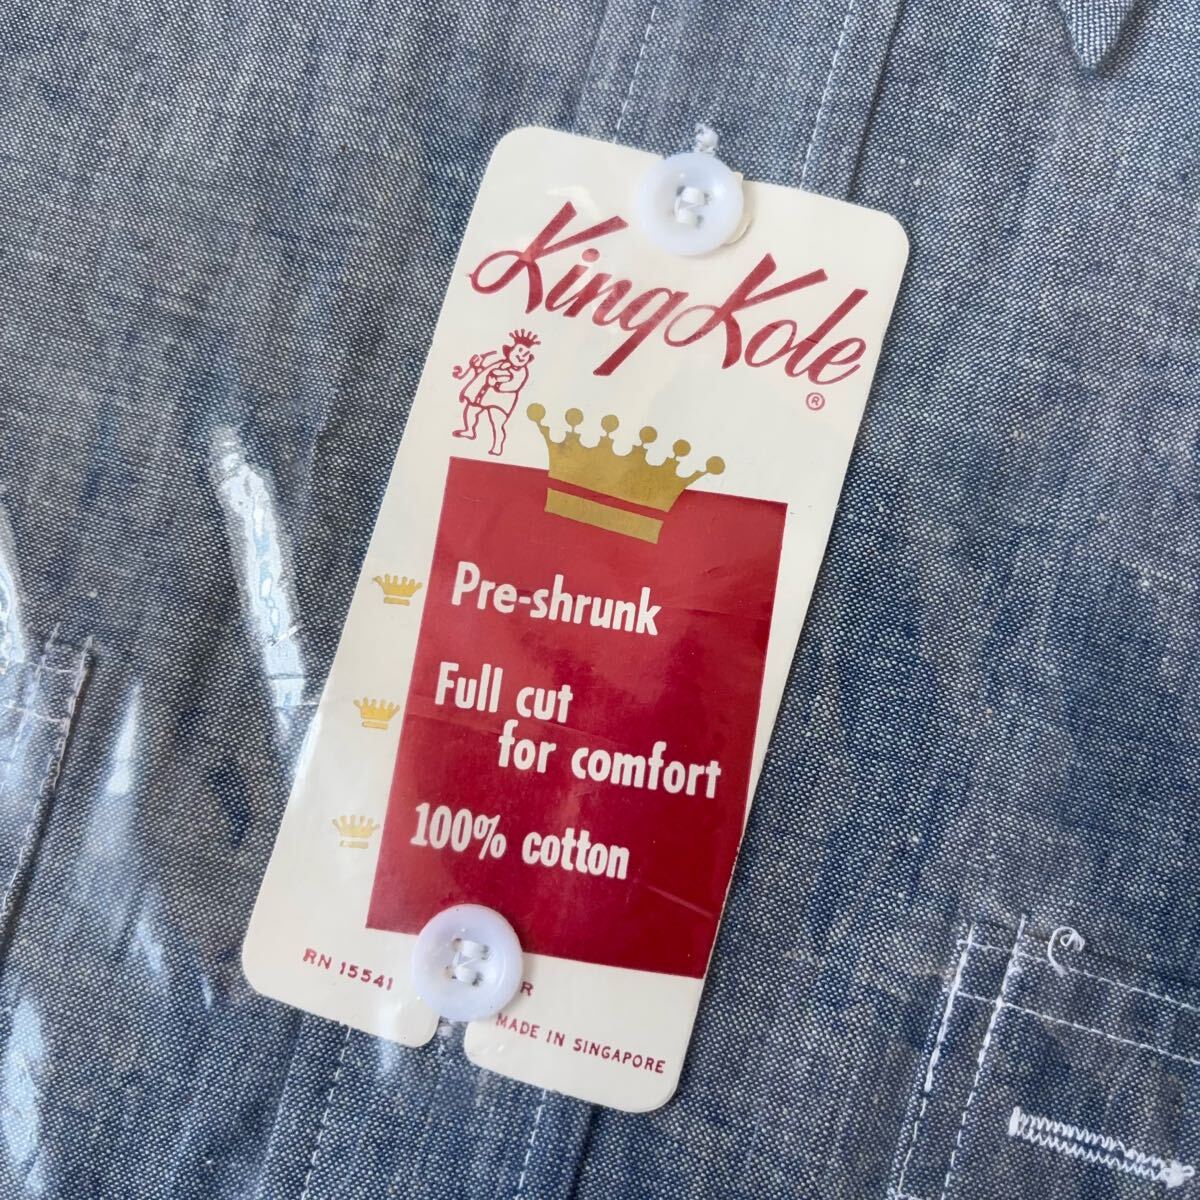 King Kole
®
Pre-shrunk
Full cut
for comfort
100% cotton
RN 15541
R
MADE IN SINGAPORE